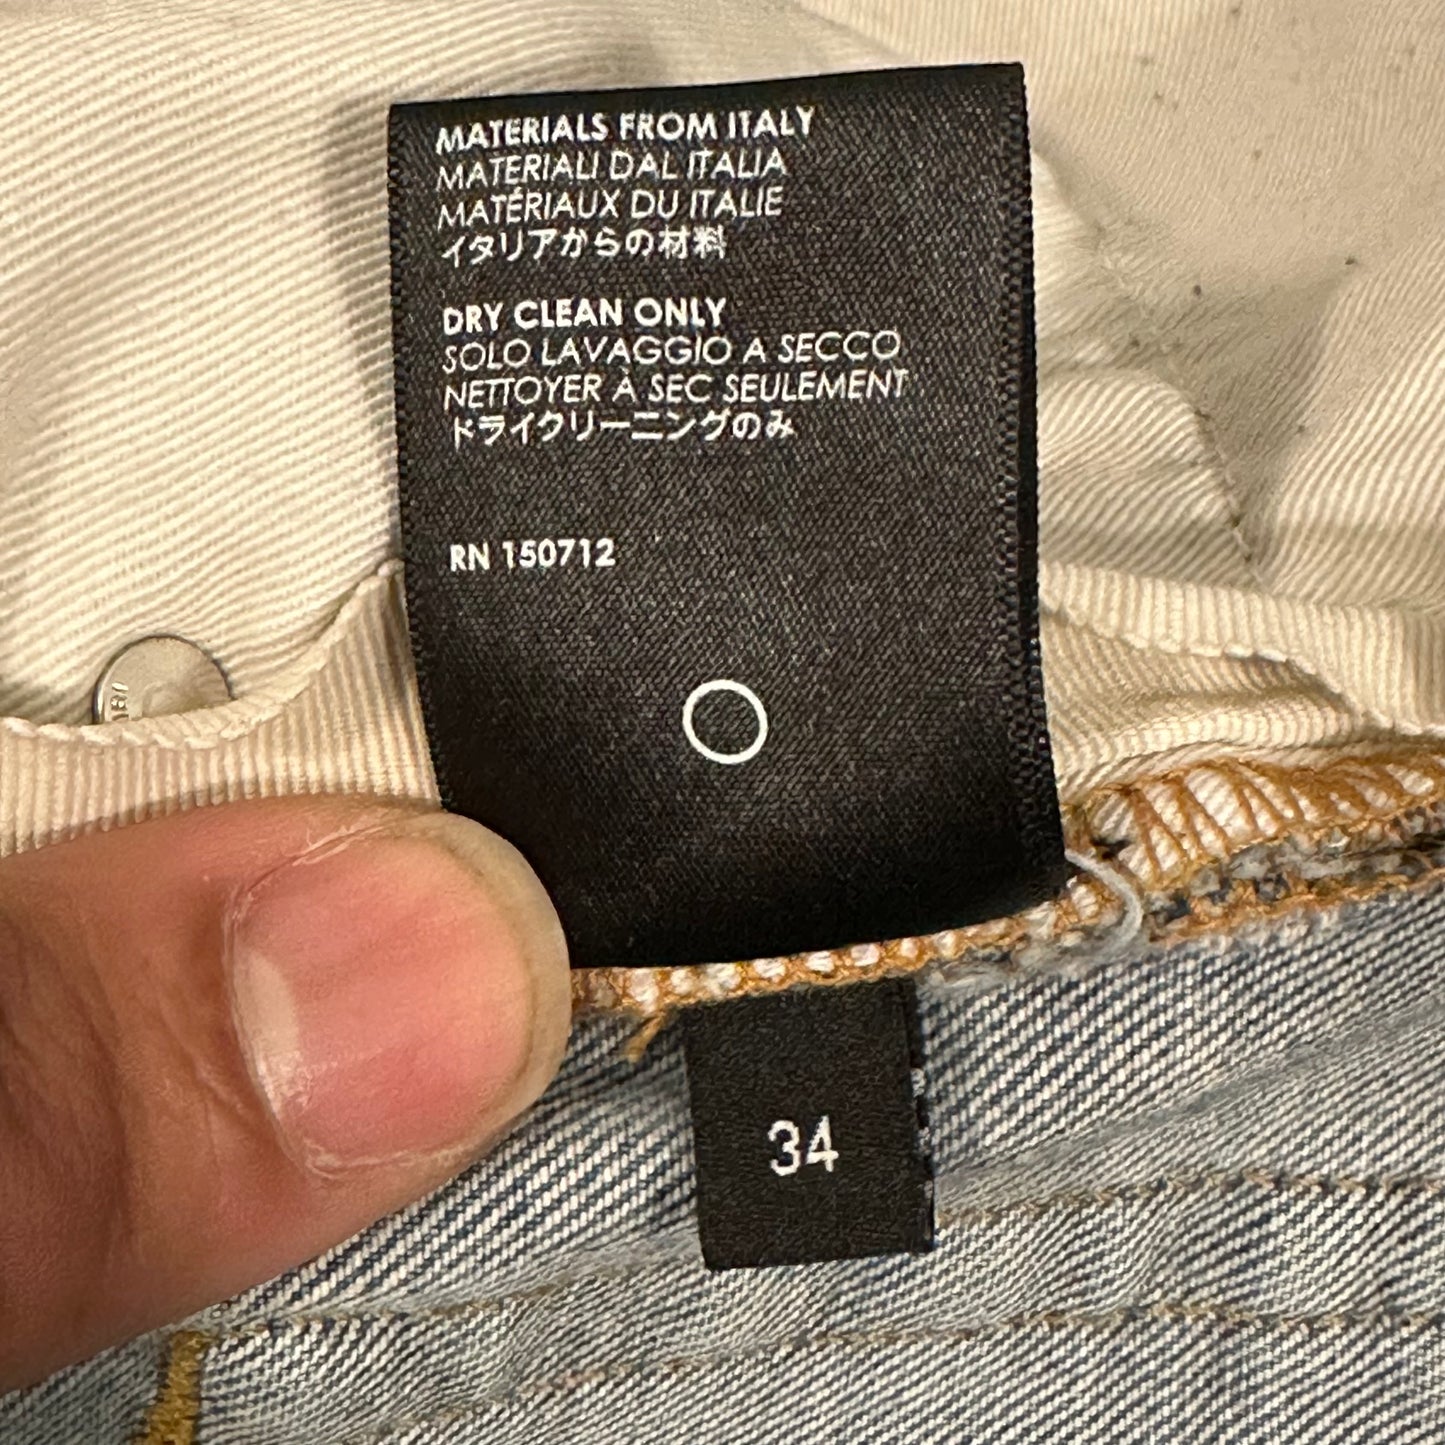 MATERIALS FROM ITALY
MATERIALI DAL ITALIA
MATÉRIAUX DU ITALIE
イタリアからの材料
DRY CLEAN ONLY
SOLO LAVAGGIO A SECCO
NETTOYER À SEC SEULEMENT
ドライクリーニングのみ
RN 150712
34